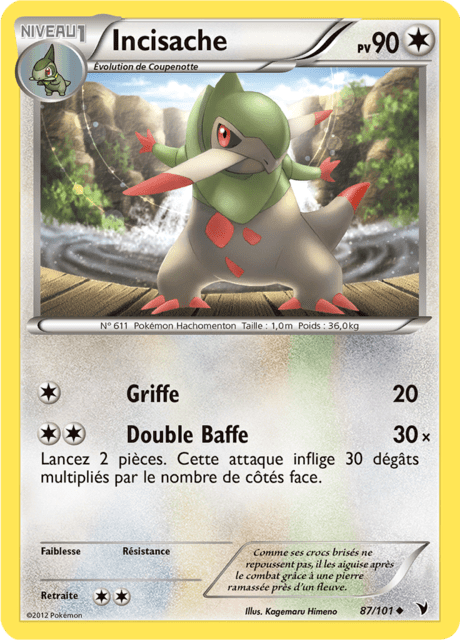 NIVEAU 1
Incisache
PV 90
Évolution de Coupenotte
N° 611 Pokémon Hachomenton Taille : 1,0m Poids : 36,0kg
Griffe 20
Double Baffe 30×
Lancez 2 pièces. Cette attaque inflige 30 dégâts
multipliés par le nombre de côtés face.
Faiblesse Résistance
Retraite
Comme ses crocs brisés ne
repoussent pas, il les aiguise après
le combat grâce à une pierre
ramassée près d'un fleuve.
©2012 Pokémon
Illus. Kagemaru Himeno
87/101